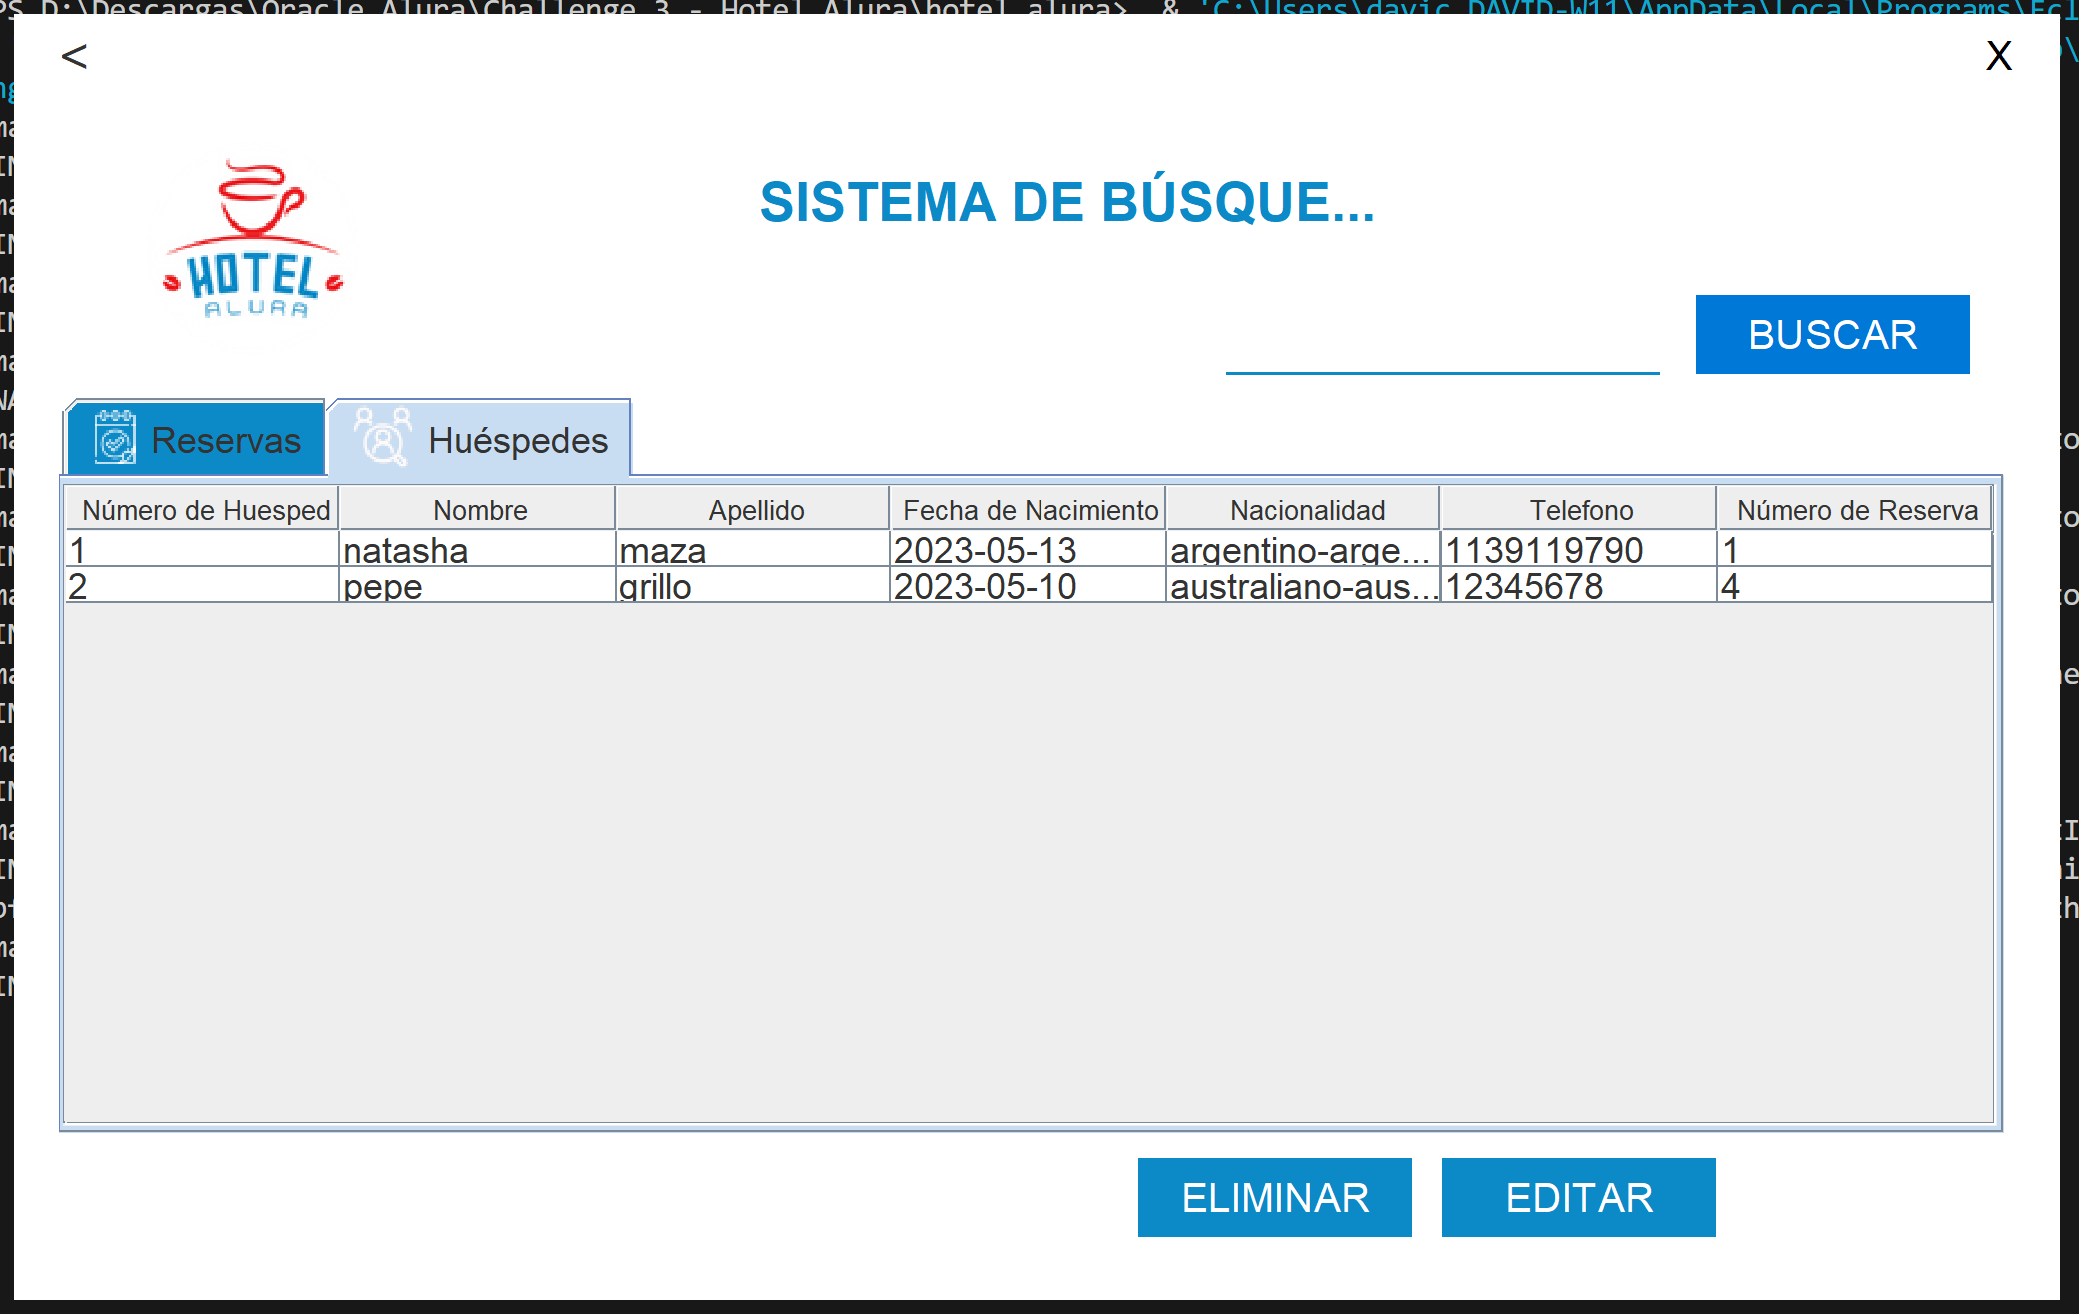 PS D:\Descargas\Oracle Alura\Challenge 3 - Hotel Alura\hotel_alura> & 'C:\Users\davic.DAVID-W11\AppData\Local\Programs\Ecl
< X
SISTEMA DE BÚSQUE...
HOTEL
ALURA
BUSCAR
Reservas Huéspedes
Número de Huesped Nombre Apellido Fecha de Nacimiento Nacionalidad Telefono Número de Reserva
1 natasha maza 2023-05-13 argentino-arge... 1139119790 1
2 pepe grillo 2023-05-10 australiano-aus... 12345678 4
ELIMINAR EDITAR